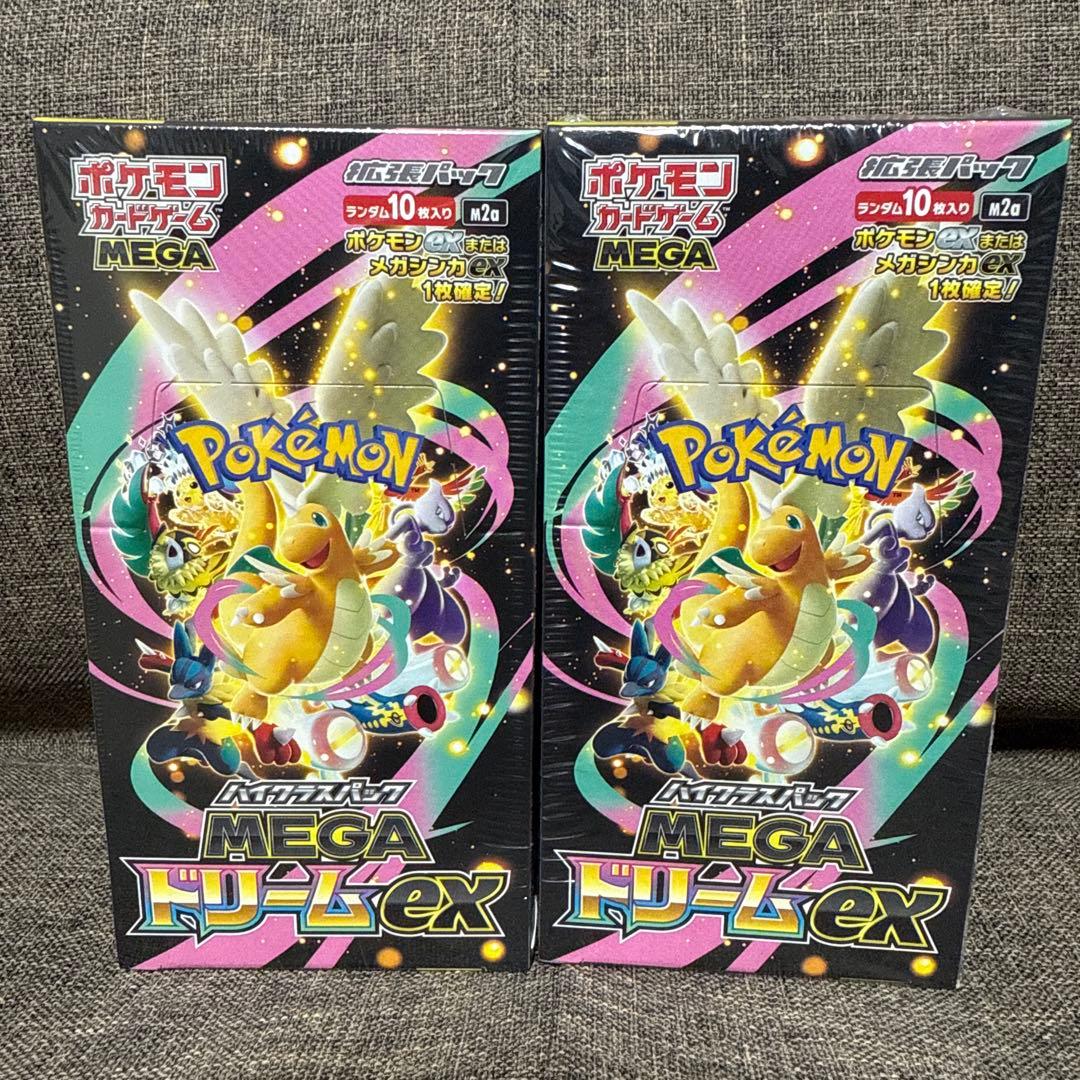 ポケモン
カードゲーム™
MEGA
拡張パック
ランダム10枚入り
M2a
ポケモンexまたは
メガシンカex
1枚確定!
POKéMON™
ハイクラスパック
MEGA
ドリームex
ポケモン
カードゲーム™
MEGA
拡張パック
ランダム10枚入り
M2a
ポケモンexまたは
メガシンカex
1枚確定!
POKéMON™
ハイクラスパック
MEGA
ドリームex